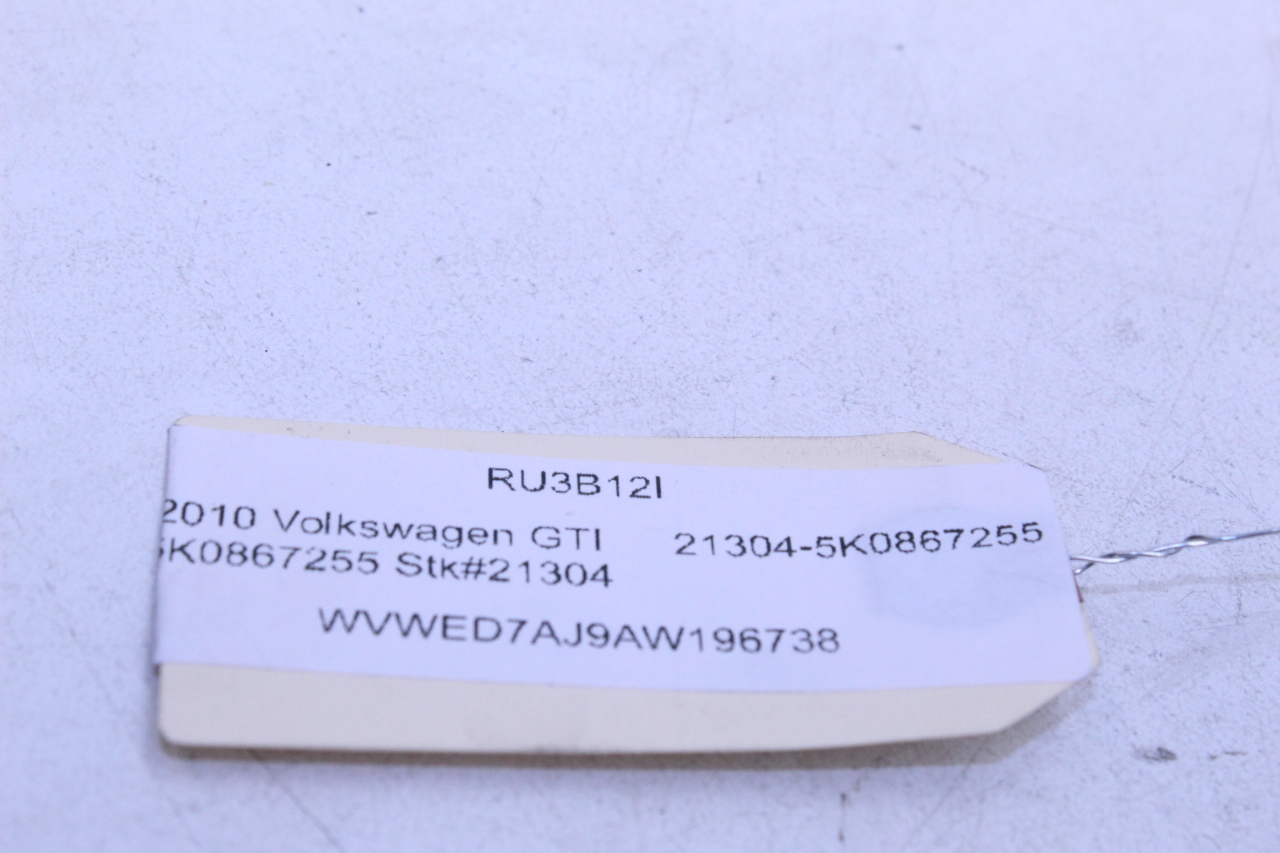 RU3B12I
2010 Volkswagen GTI 21304-5K0867255
5K0867255 Stk#21304
WVWED7AJ9AW196738